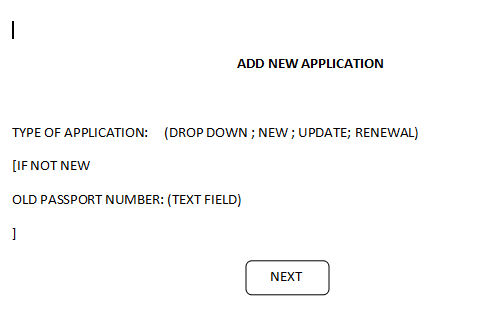 ADD NEW APPLICATION
TYPE OF APPLICATION: (DROP DOWN ; NEW ; UPDATE; RENEWAL)
[IF NOT NEW
OLD PASSPORT NUMBER: (TEXT FIELD)
]
NEXT